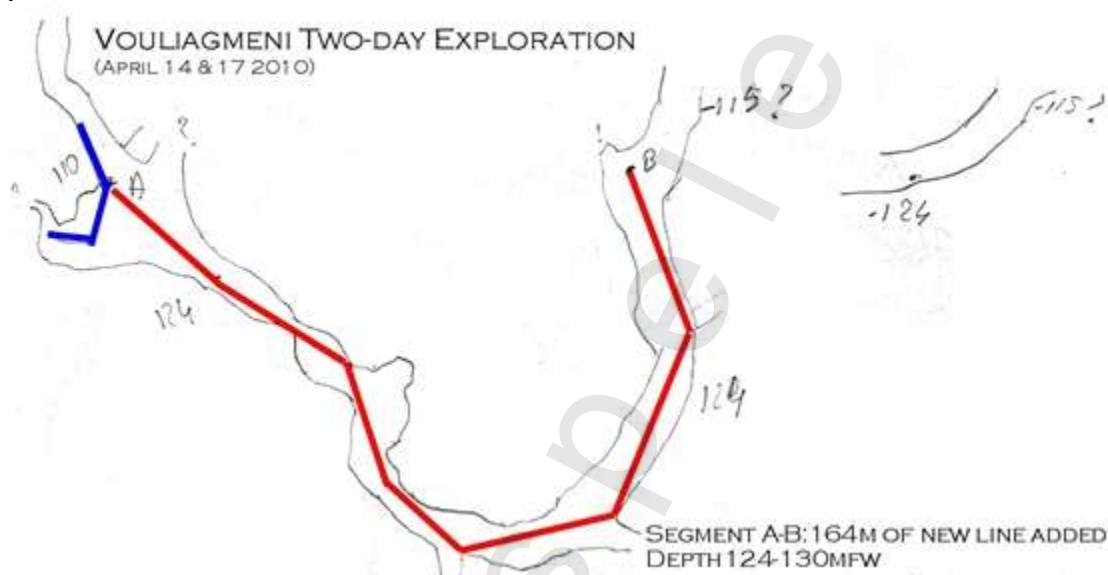 VOULIAGMENI TWO-DAY EXPLORATION
(APRIL 14 & 17 2010)
-115 ?
-115 ?
?
!
B
110
A
?
-124
124
124
SEGMENT A-B: 164M OF NEW LINE ADDED
DEPTH 124-130MFW
spele